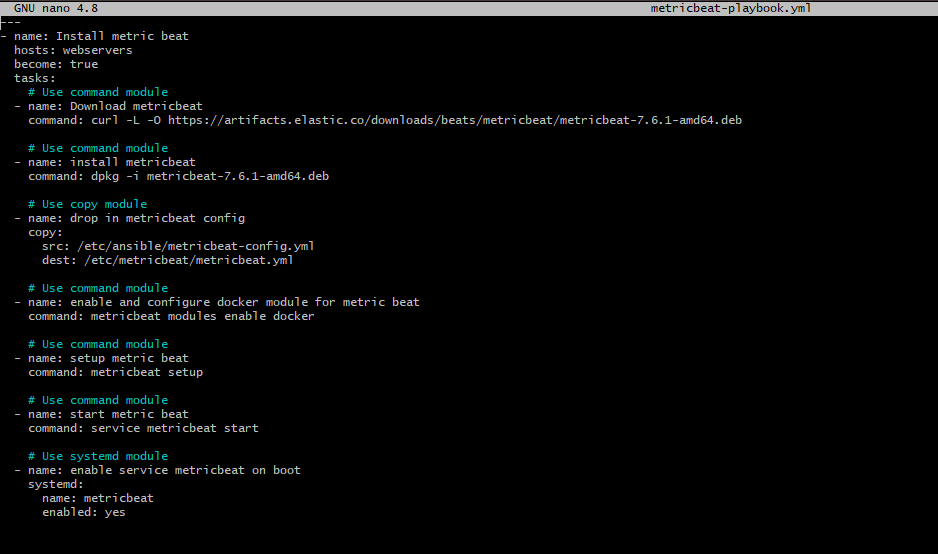 GNU nano 4.8 metricbeat-playbook.yml
---
- name: Install metric beat
  hosts: webservers
  become: true
  tasks:
    # Use command module
  - name: Download metricbeat
    command: curl -L -O https://artifacts.elastic.co/downloads/beats/metricbeat/metricbeat-7.6.1-amd64.deb

    # Use command module
  - name: install metricbeat
    command: dpkg -i metricbeat-7.6.1-amd64.deb

    # Use copy module
  - name: drop in metricbeat config
    copy:
      src: /etc/ansible/metricbeat-config.yml
      dest: /etc/metricbeat/metricbeat.yml

    # Use command module
  - name: enable and configure docker module for metric beat
    command: metricbeat modules enable docker

    # Use command module
  - name: setup metric beat
    command: metricbeat setup

    # Use command module
  - name: start metric beat
    command: service metricbeat start

    # Use systemd module
  - name: enable service metricbeat on boot
    systemd:
      name: metricbeat
      enabled: yes